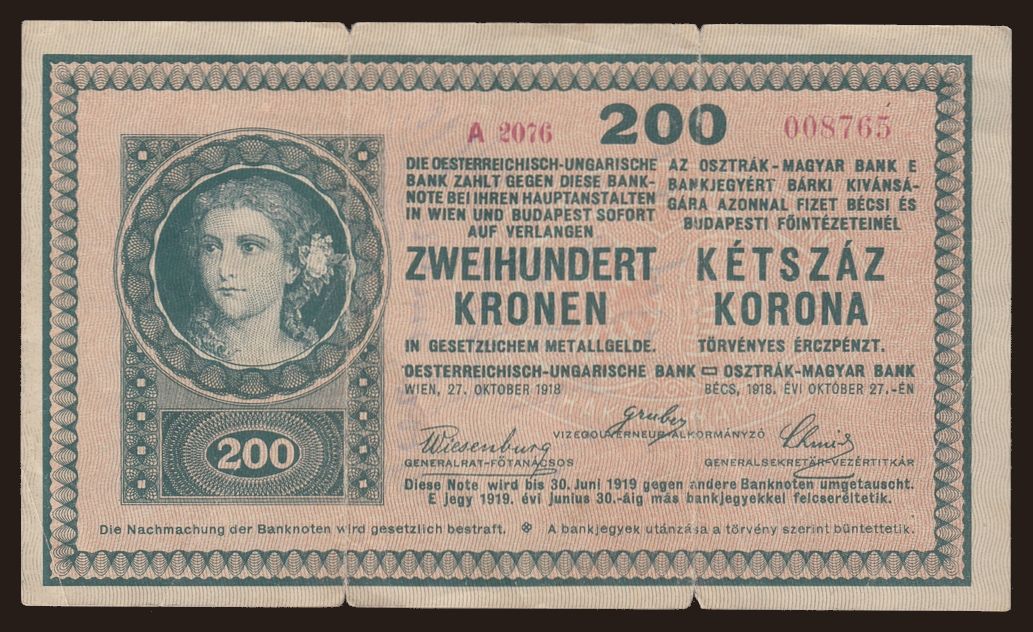 A 2076 200 008765
DIE OESTERREICHISCH-UNGARISCHE
BANK ZAHLT GEGEN DIESE BANK-
NOTE BEI IHREN HAUPTANSTALTEN
IN WIEN UND BUDAPEST SOFORT
AUF VERLANGEN
ZWEIHUNDERT
KRONEN
IN GESETZLICHEM METALLGELDE.
AZ OSZTRÁK-MAGYAR BANK E
BANKJEGYÉRT BÁRKI KIVÁNSÁ-
GÁRA AZONNAL FIZET BÉCSI ÉS
BUDAPESTI FŐINTÉZETEINÉL
KÉTSZÁZ
KORONA
TÖRVÉNYES ÉRCZPÉNZT.
OESTERREICHISCH-UNGARISCHE BANK OSZTRÁK-MAGYAR BANK
WIEN, 27. OKTOBER 1918
BÉCS, 1918. ÉVI OKTÓBER 27.-ÉN
Gruber
VIZEGOUVERNEUR-ALKORMÁNYZÓ
Wiesenburg
GENERALRAT-FŐTANÁCSOS
GENERALSEKRETÄR-VEZÉRTITKÁR
200
Diese Note wird bis 30. Juni 1919 gegen andere Banknoten umgetauscht.
E jegy 1919. évi junius 30.-áig más bankjegyekkel felcseréltetik.
Die Nachmachung der Banknoten wird gesetzlich bestraft. A bankjegyek utánzása a törvény szerint büntettetik.